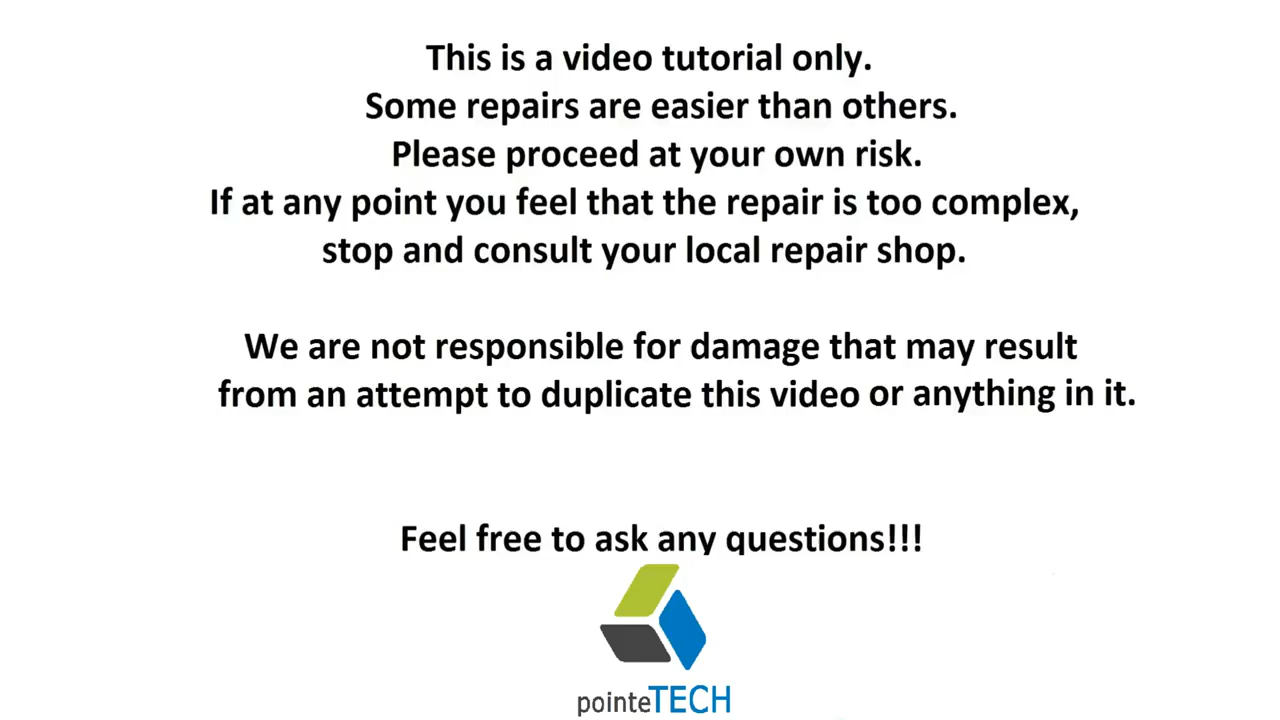 This is a video tutorial only.
Some repairs are easier than others.
Please proceed at your own risk.
If at any point you feel that the repair is too complex,
stop and consult your local repair shop.
We are not responsible for damage that may result
from an attempt to duplicate this video or anything in it.
Feel free to ask any questions!!!
pointeTECH